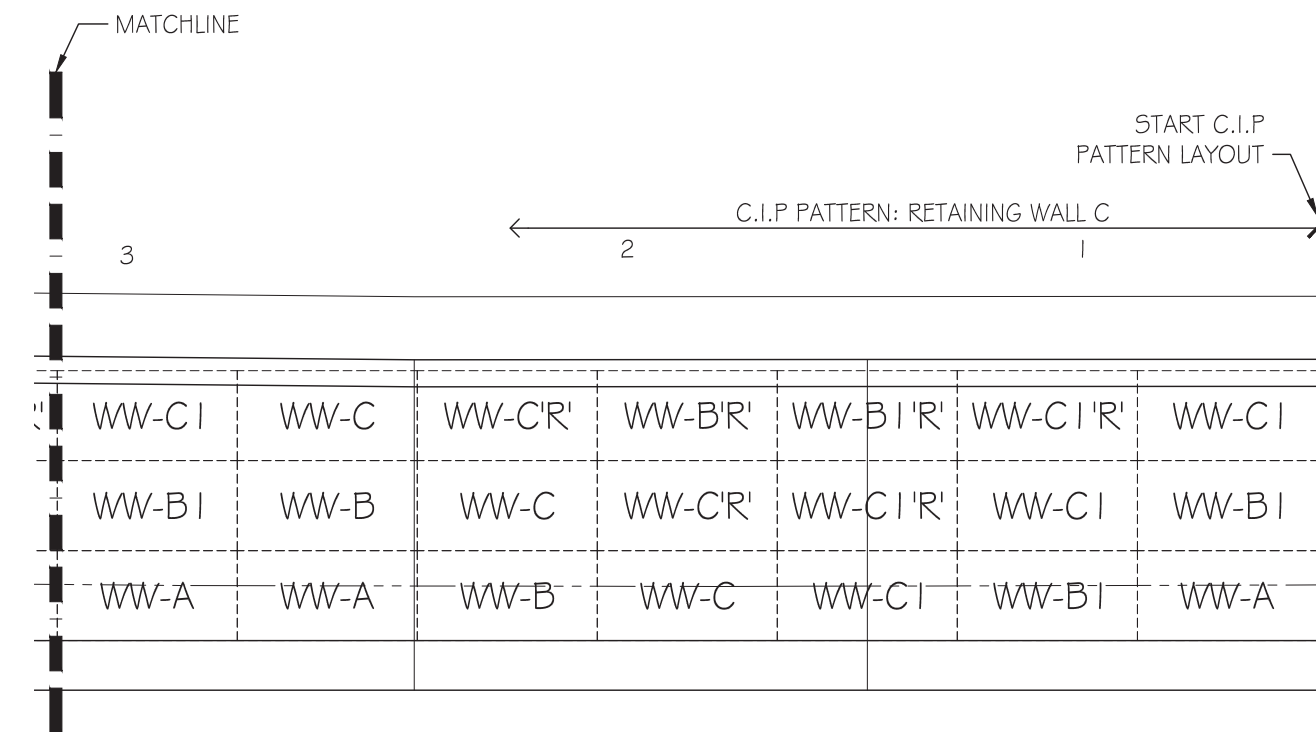 MATCHLINE
START C.I.P
PATTERN LAYOUT
C.I.P PATTERN: RETAINING WALL C
3 2 1
WW-C1 WW-C WW-C'R' WW-B'R' WW-B1'R' WW-C1'R' WW-C1
WW-B1 WW-B WW-C WW-C'R' WW-C1'R' WW-C1 WW-B1
WW-A WW-A WW-B WW-C WW-C1 WW-B1 WW-A